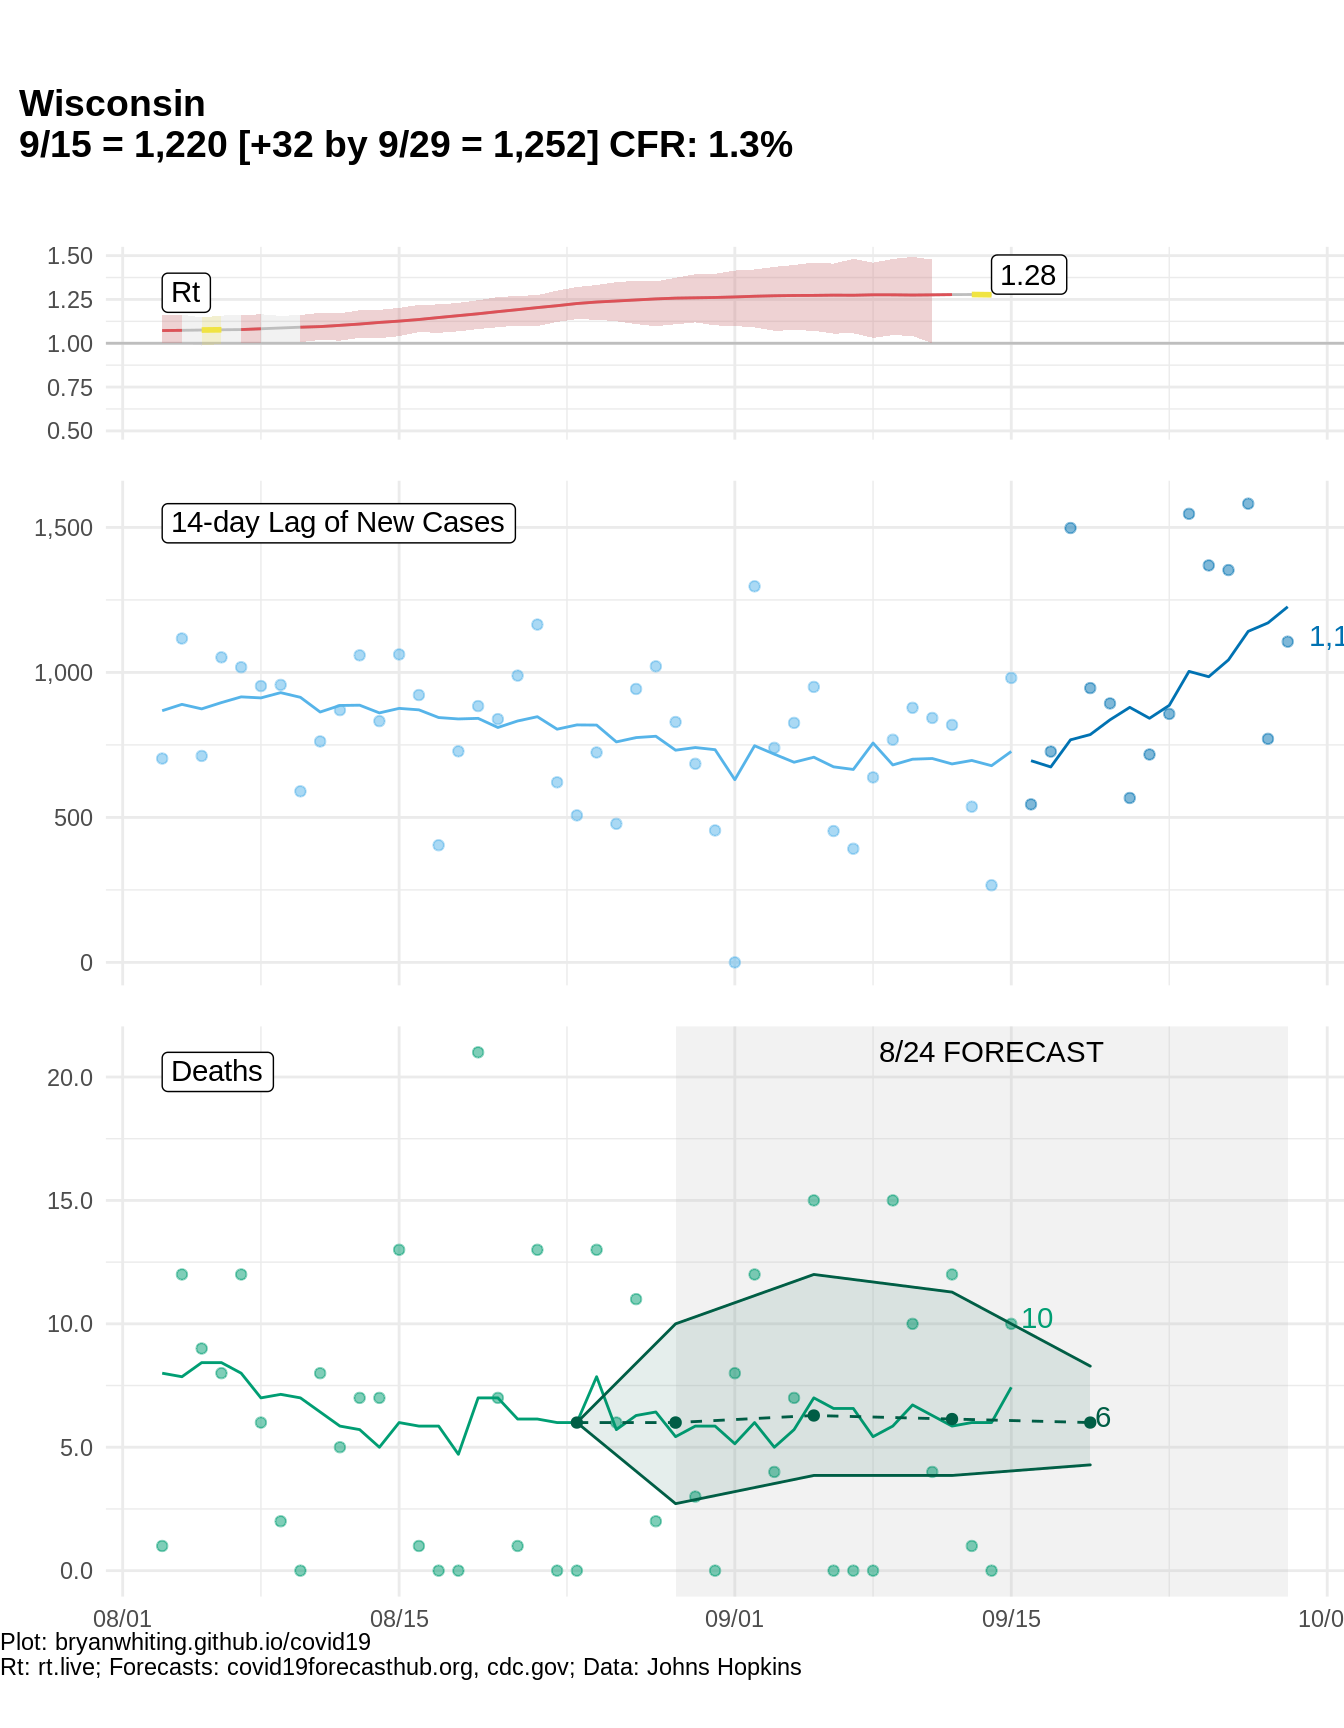 Wisconsin
9/15 = 1,220 [+32 by 9/29 = 1,252] CFR: 1.3%
1.50
1.25
1.00
0.75
0.50
Rt
1.28
14-day Lag of New Cases
1,500
1,000
500
0
1,1
Deaths
8/24 FORECAST
20.0
15.0
10.0
5.0
0.0
10
6
08/01
08/15
09/01
09/15
10/0
Plot: bryanwhiting.github.io/covid19
Rt: rt.live; Forecasts: covid19forecasthub.org, cdc.gov; Data: Johns Hopkins